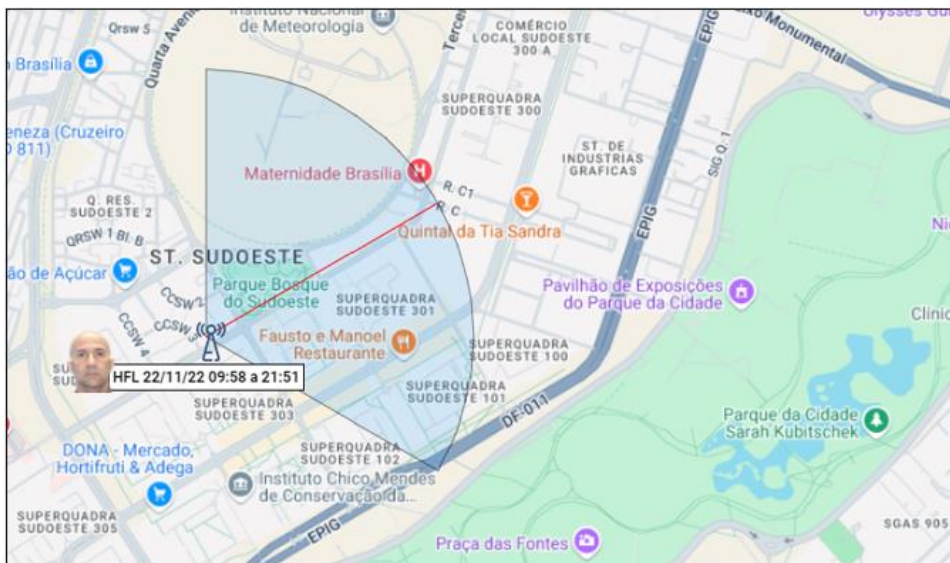 Qrsw 5
Quarta Avenida
Instituto Nacional
de Meteorologia
COMÉRCIO
LOCAL SUDOESTE
300 A
EPIG
Eixo Monumental
Brasília
SUPERQUADRA
SUDOESTE 300
eneza (Cruzeiro
811)
ST. DE
INDUSTRIAS
GRAFICAS
SIG Q. 1
Maternidade Brasília
R. C1
R. C
Q. RES.
SUDOESTE 2
QRSW 1 Bl. B
Quintal da Tia Sandra
EPIG
ST. SUDOESTE
ão de Açúcar
Parque Bosque
do Sudoeste
Pavilhão de Exposições
do Parque da Cidade
CCSW 2
SUPERQUADRA
SUDOESTE 301
CCSW 3
CCSW 4
Fausto e Manoel
Restaurante
SUPERQUADRA
SUDOESTE 100
HFL 22/11/22 09:58 a 21:51
SUPERQUADRA
SUDOESTE 101
SUPERQUADRA
SUDOESTE 303
DF-011
Parque da Cidade
Sarah Kubitschek
DONA - Mercado,
Hortifruti & Adega
SUPERQUADRA
SUDOESTE 102
Instituto Chico Mendes
de Conservação da...
SUPERQUADRA
SUDOESTE 305
EPIG
SGAS 905
Praça das Fontes